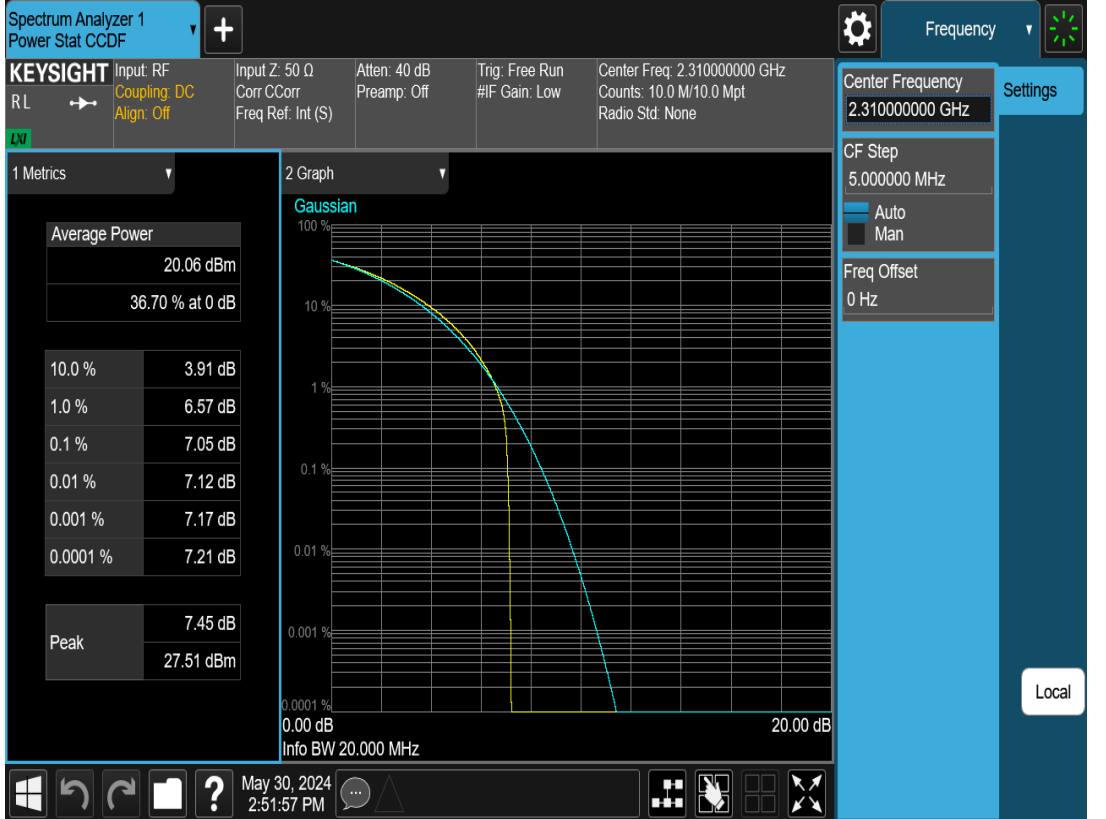 Spectrum Analyzer 1
Power Stat CCDF
+
Frequency
KEYSIGHT
RL
LXI
Input: RF
Coupling: DC
Align: Off
Input Z: 50 Ω
Corr CCorr
Freq Ref: Int (S)
Atten: 40 dB
Preamp: Off
Trig: Free Run
#IF Gain: Low
Center Freq: 2.310000000 GHz
Counts: 10.0 M/10.0 Mpt
Radio Std: None
Center Frequency
2.310000000 GHz
Settings
CF Step
5.000000 MHz
Auto
Man
Freq Offset
0 Hz
Local
1 Metrics
Average Power
20.06 dBm
36.70 % at 0 dB
10.0 % 3.91 dB
1.0 % 6.57 dB
0.1 % 7.05 dB
0.01 % 7.12 dB
0.001 % 7.17 dB
0.0001 % 7.21 dB
Peak
7.45 dB
27.51 dBm
2 Graph
Gaussian
100 %
10 %
1 %
0.1 %
0.01 %
0.001 %
0.0001 %
0.00 dB 20.00 dB
Info BW 20.000 MHz
?
May 30, 2024
2:51:57 PM